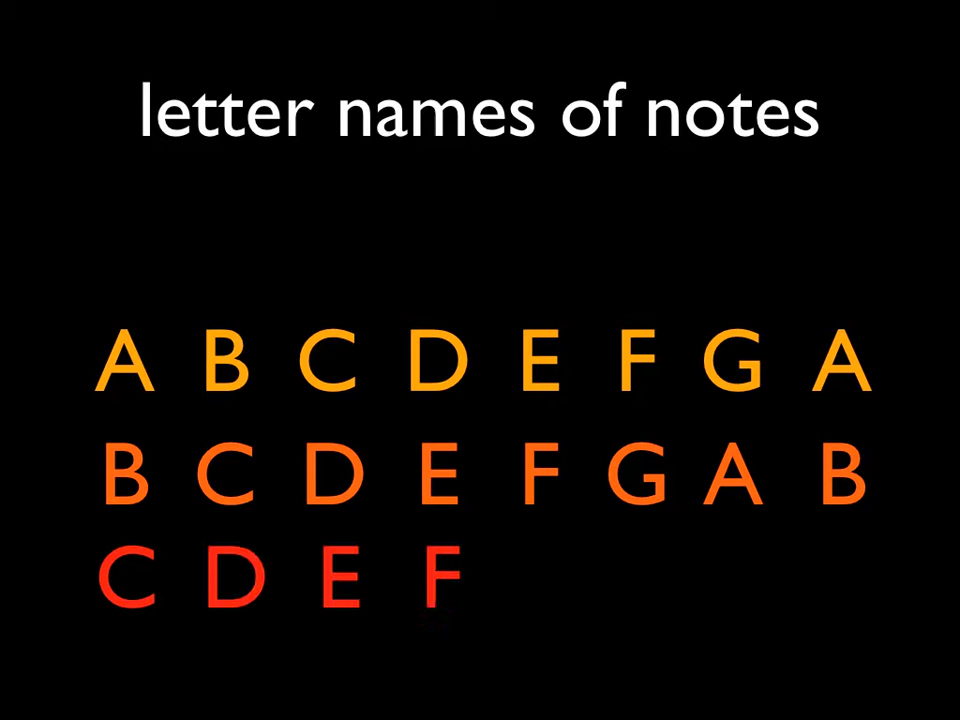 letter names of notes
A B C D E F G A
B C D E F G A B
C D E F